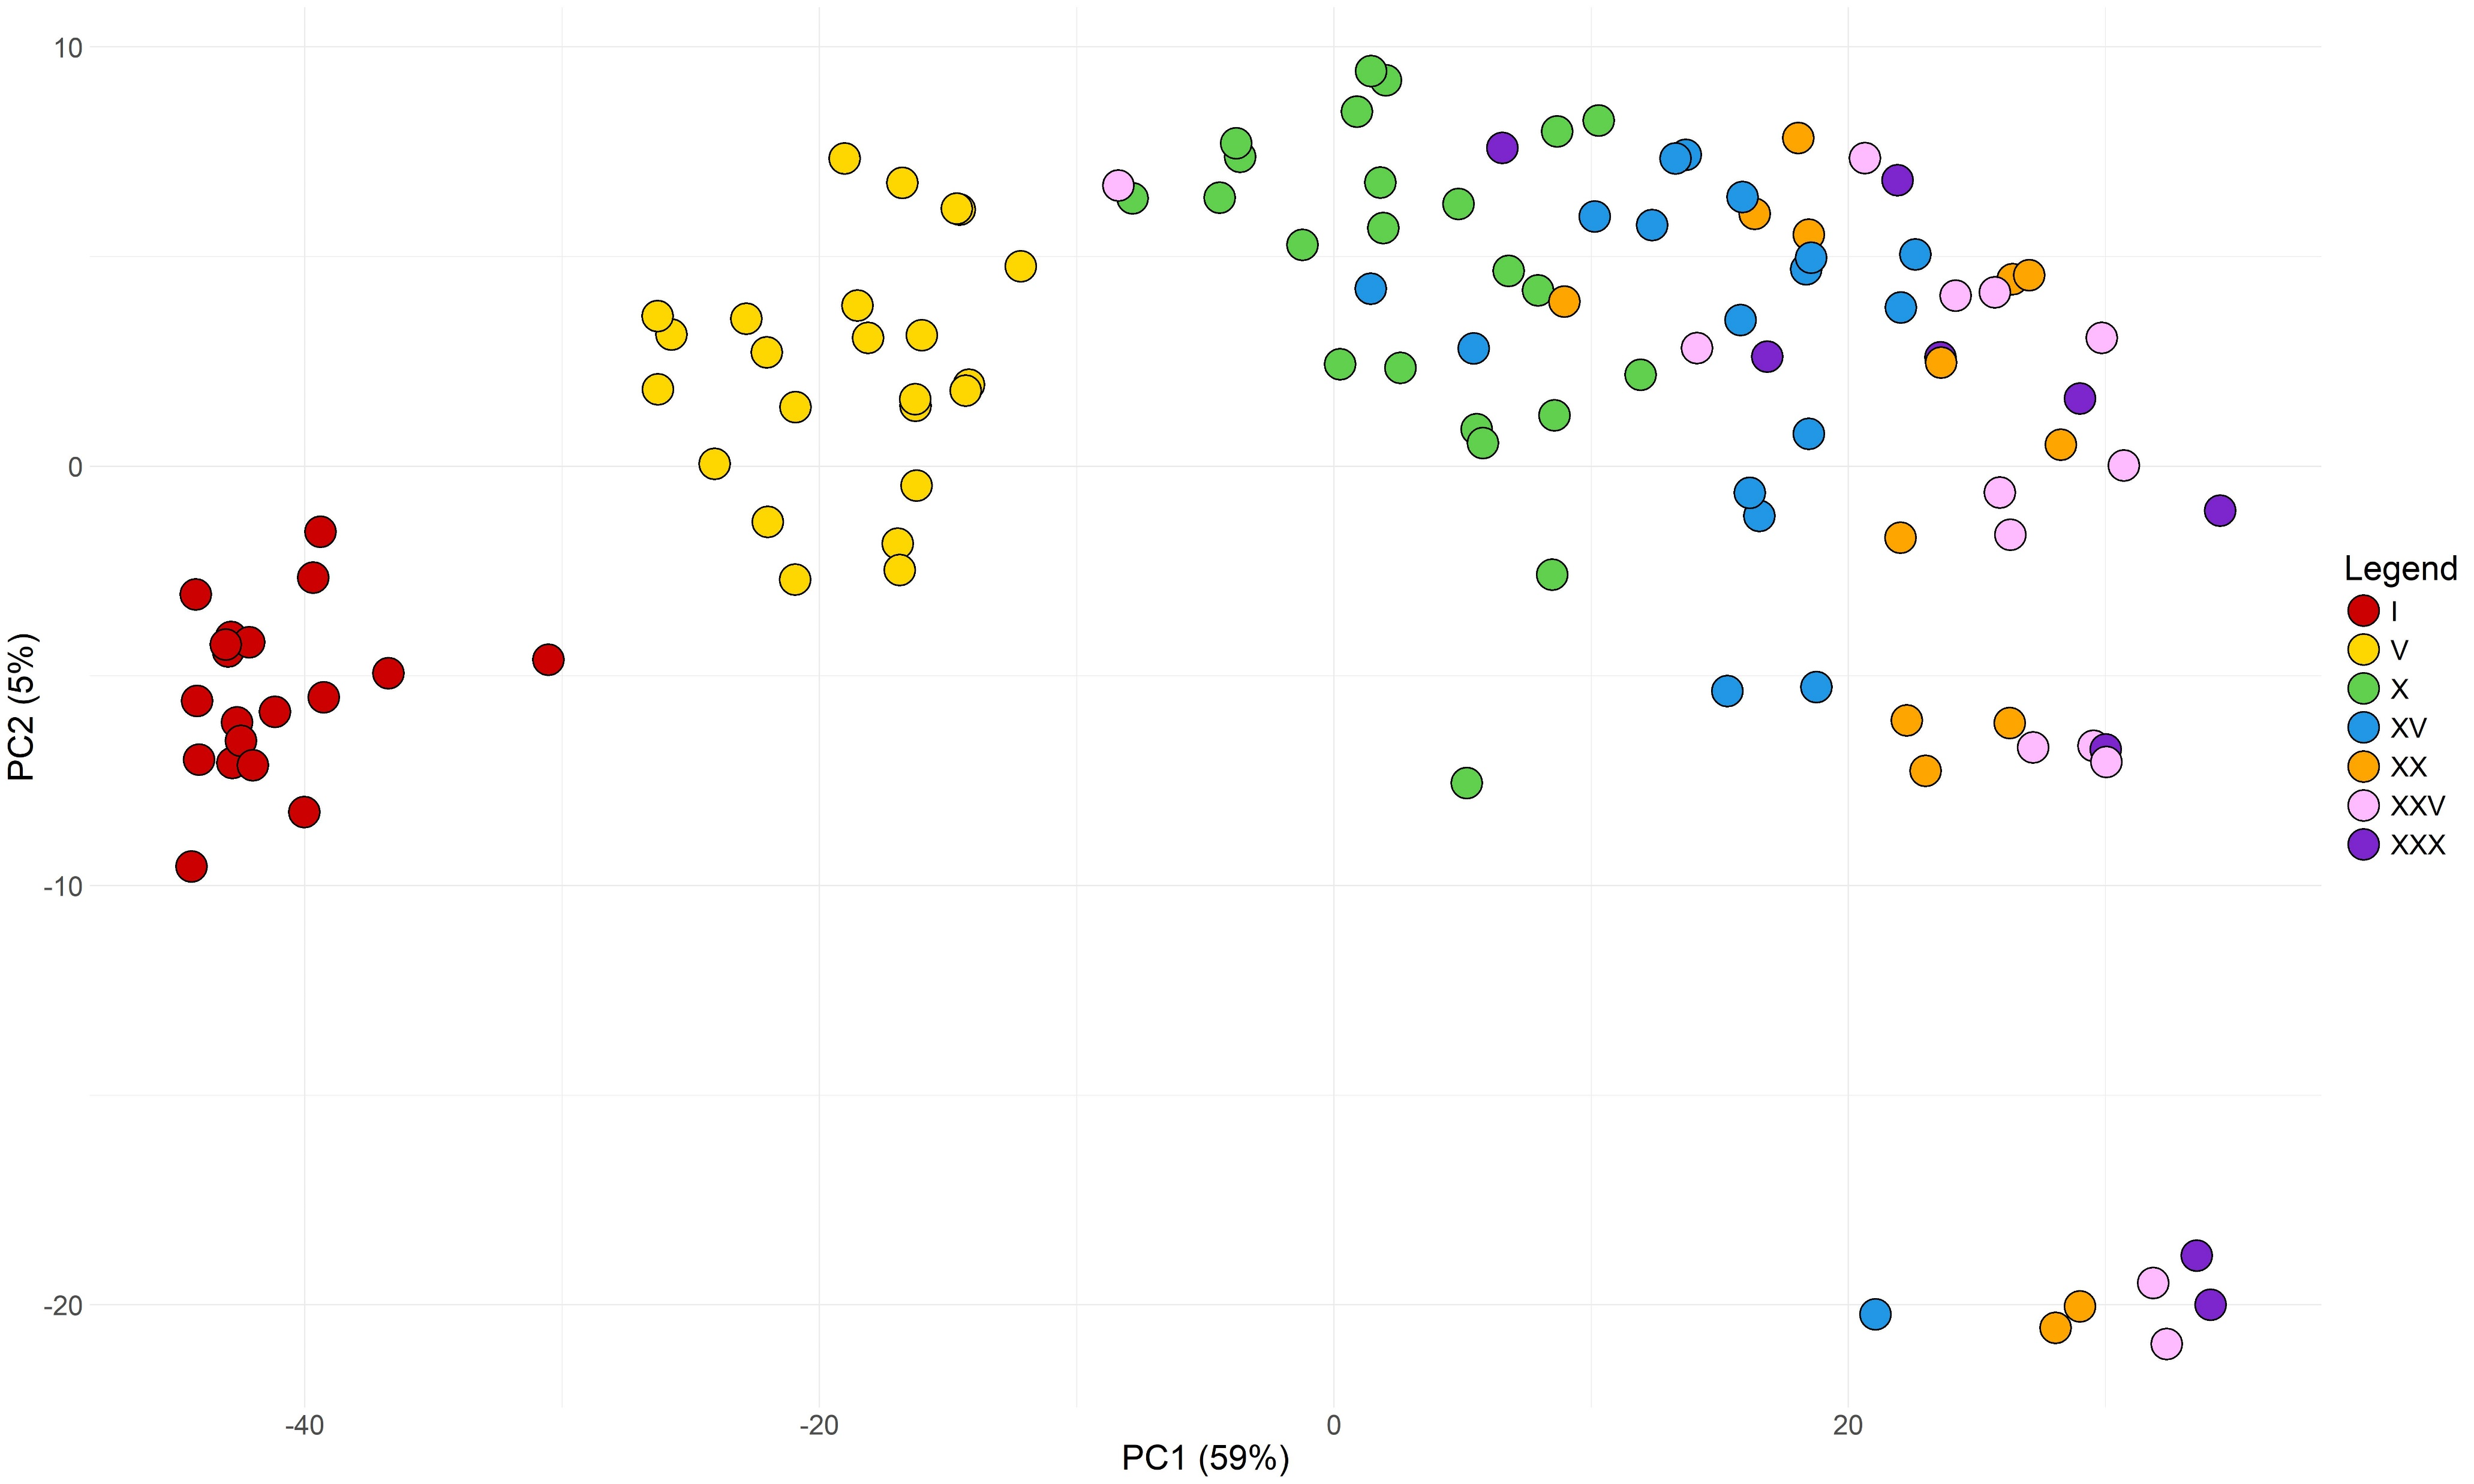 10
0
-10
-20
PC2 (5%)
-40
-20
0
20
PC1 (59%)
Legend
I
V
X
XV
XX
XXV
XXX